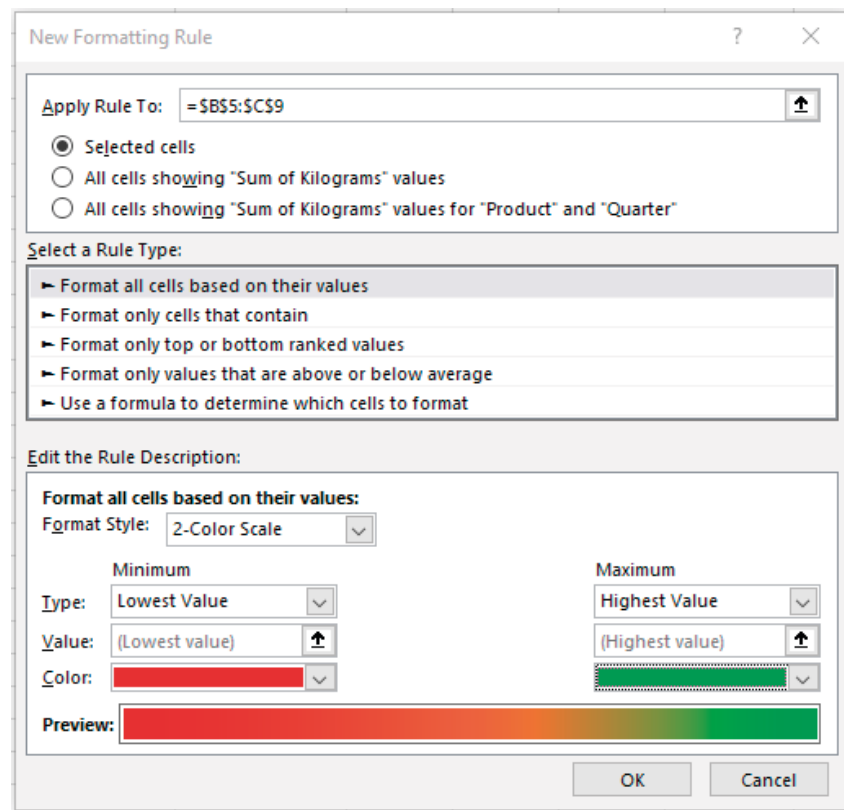 New Formatting Rule ? ×
Apply Rule To: =$B$5:$C$9
Selected cells
All cells showing "Sum of Kilograms" values
All cells showing "Sum of Kilograms" values for "Product" and "Quarter"
Select a Rule Type:
► Format all cells based on their values
► Format only cells that contain
► Format only top or bottom ranked values
► Format only values that are above or below average
► Use a formula to determine which cells to format
Edit the Rule Description:
Format all cells based on their values:
Format Style: 2-Color Scale
Minimum Maximum
Type: Lowest Value Highest Value
Value: (Lowest value) (Highest value)
Color:
Preview:
OK Cancel